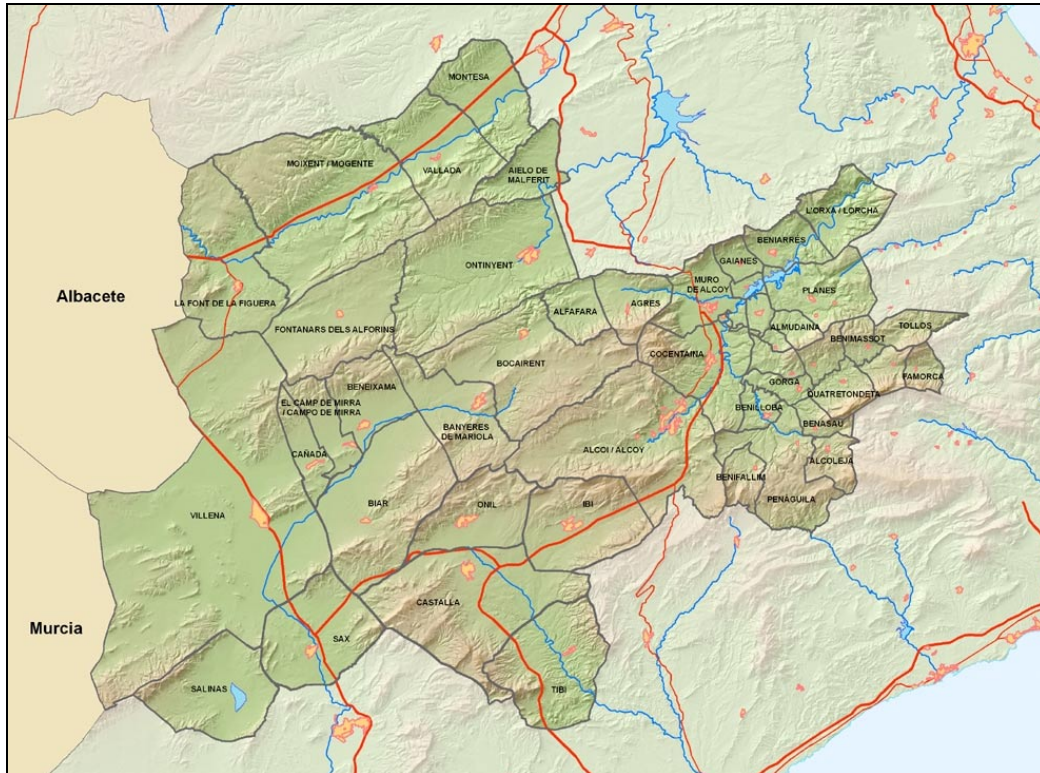 MONTESA
MOIXENT / MOGENTE
VALLADA
AIELO DE
MALFERIT
L'ORXA / LORCHA
BENIARRÉS
GAIANES
ONTINYENT
MURO
DE ALCOY
PLANES
Albacete
LA FONT DE LA FIGUERA
ALFAFARA
AGRES
FONTANARS DELS ALFORINS
ALMUDAINA
TOLLOS
BENIMASSOT
BOCAIRENT
COCENTAINA
FAMORCA
BENEIXAMA
GORGA
QUATRETONDETA
EL CAMP DE MIRRA
/ CAMPO DE MIRRA
BENILLOBA
BENASAU
BANYERES
DE MARIOLA
CAÑADA
ALCOI / ALCOY
ALCOLEJA
BENIFALLIM
PENÀGUILA
VILLENA
BIAR
ONIL
IBI
CASTALLA
Murcia
SAX
SALINAS
TIBI